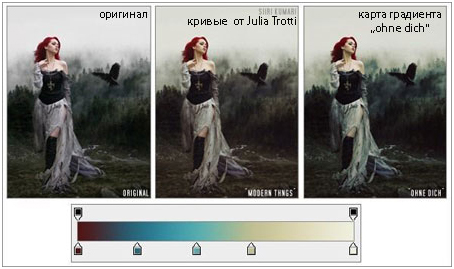 оригинал
SIIRI KUMARI
кривые от Julia Trotti
карта градиента
„ohne dich"
ORIGINAL
"MODERN THNGS"
"OHNE DICH"